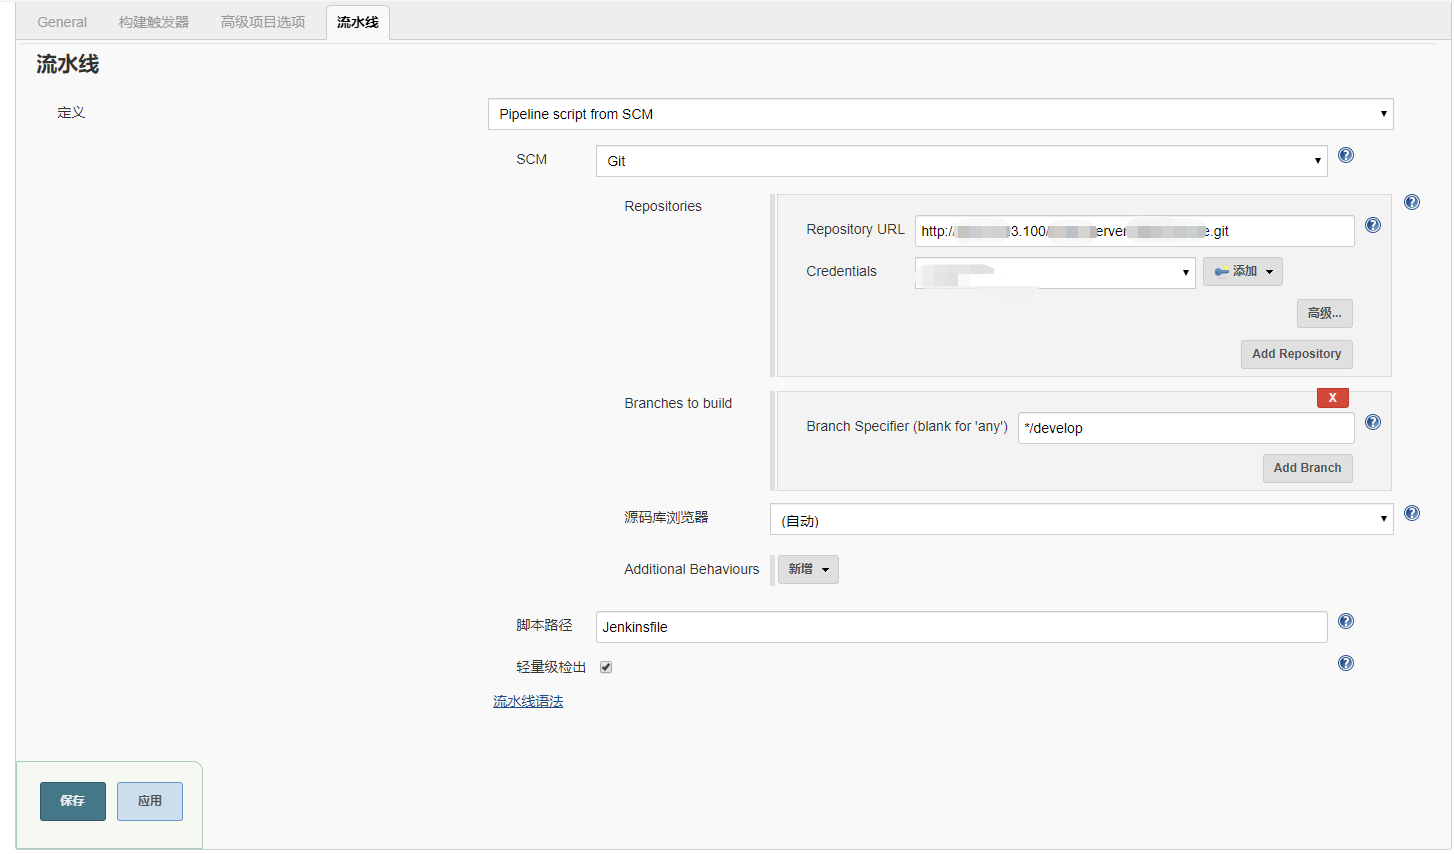 General 构建触发器 高级项目选项 流水线
流水线
定义 Pipeline script from SCM
SCM Git
Repositories
Repository URL http:// 3.100/ erver e.git
Credentials 添加
高级...
Add Repository
Branches to build X
Branch Specifier (blank for 'any') */develop
Add Branch
源码库浏览器 (自动)
Additional Behaviours 新增
脚本路径 Jenkinsfile
轻量级检出
流水线语法
保存 应用